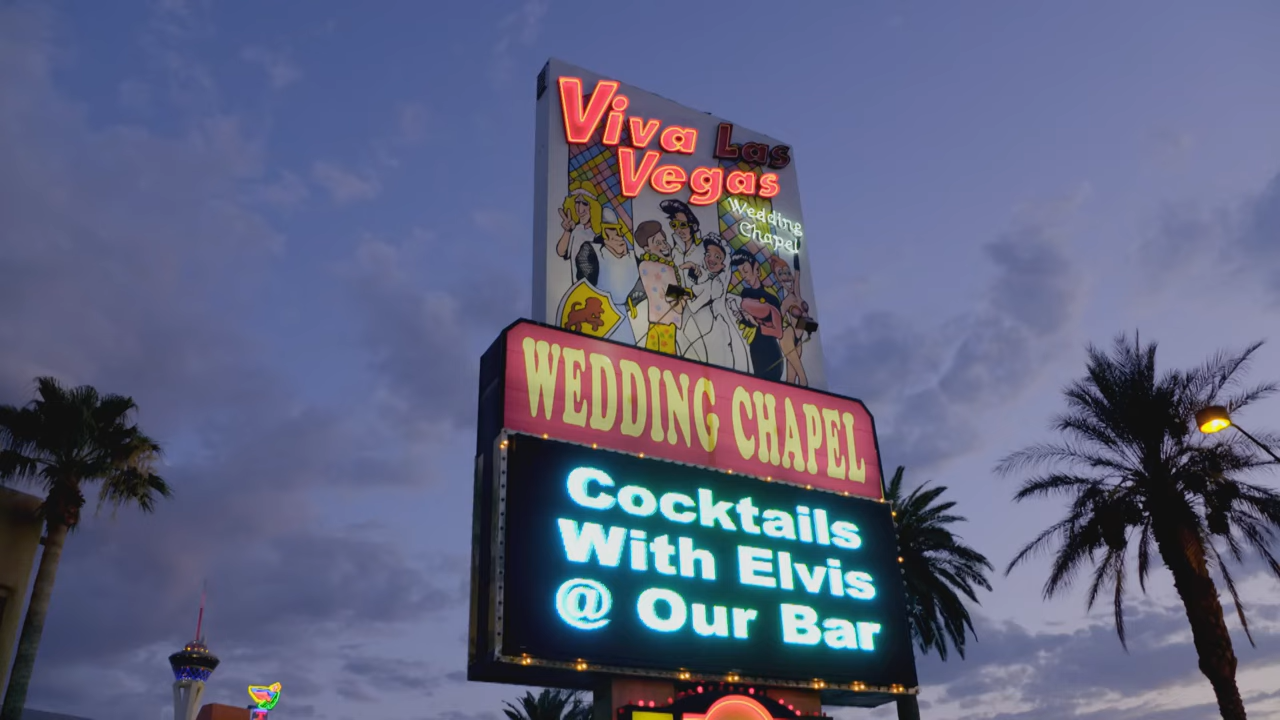 Viva Las
Vegas
Wedding
Chapel
WEDDING CHAPEL
Cocktails
With Elvis
@ Our Bar